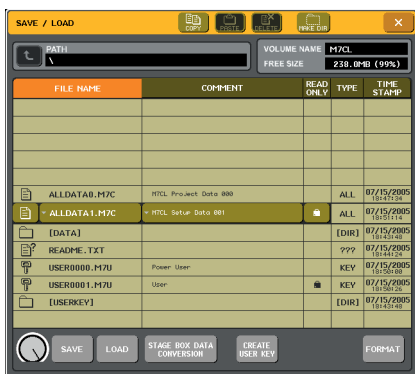 SAVE / LOAD
COPY PASTE DELETE MAKE DIR
PATH
\
VOLUME NAME M7CL
FREE SIZE 238.0MB (99%)
FILE NAME COMMENT READ ONLY TYPE TIME STAMP
ALLDATA0.M7C M7CL Project Data 000 ALL 07/15/2005 18:47:34
ALLDATA1.M7C M7CL Setup Data 001 ALL 07/15/2005 18:51:14
[DATA] [DIR] 07/15/2005 18:43:48
README.TXT ??? 07/15/2005 18:44:24
USER0000.M7U Power User KEY 07/15/2005 18:50:08
USER0001.M7U User KEY 07/15/2005 18:50:26
[USERKEY] [DIR] 07/15/2005 18:43:48
SAVE LOAD STAGE BOX DATA CONVERSION CREATE USER KEY FORMAT